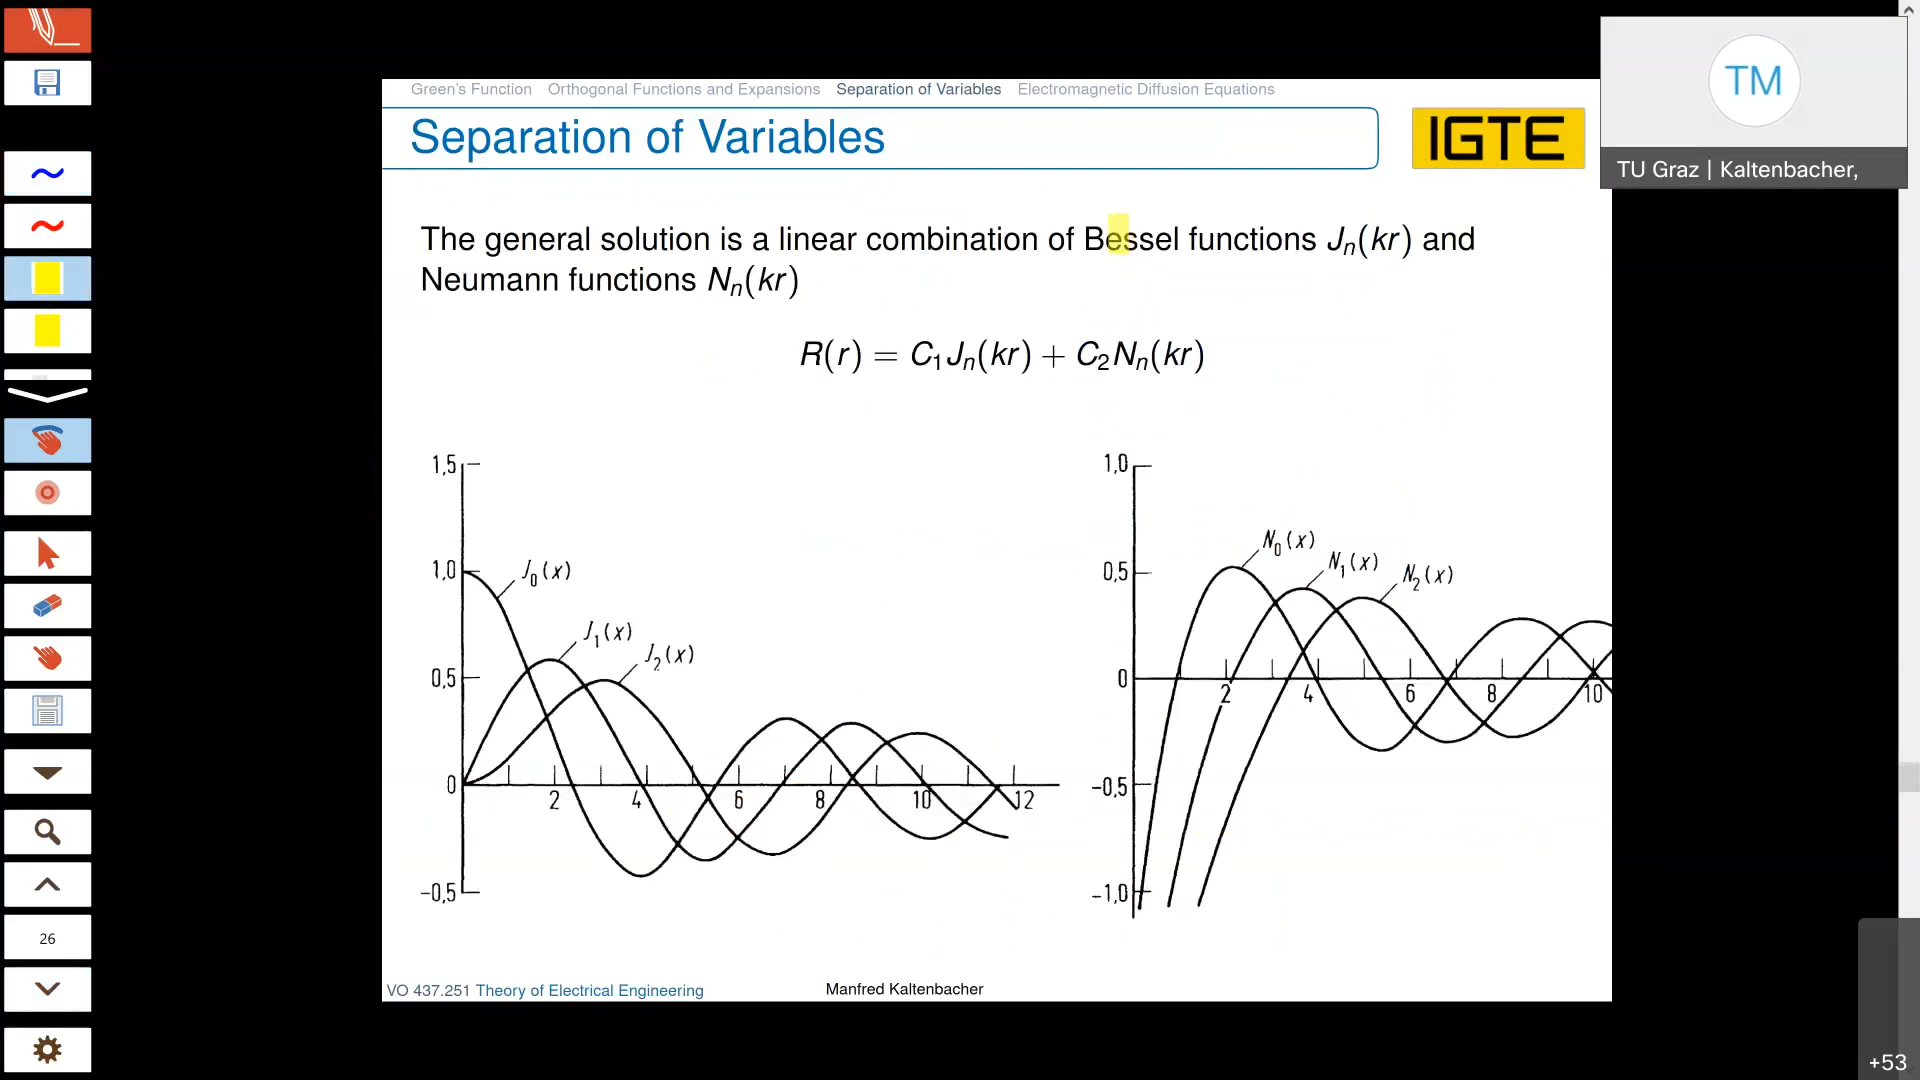 Green's Function Orthogonal Functions and Expansions Separation of Variables Electromagnetic Diffusion Equations
Separation of Variables
IGTE
TM
TU Graz | Kaltenbacher,
The general solution is a linear combination of Bessel functions Jₙ(kr) and
Neumann functions Nₙ(kr)
R(r) = C₁Jₙ(kr) + C₂Nₙ(kr)
1,5
1,0
0,5
0
-0,5
J₀(x)
J₁(x)
J₂(x)
2 4 6 8 10 12
1,0
0,5
0
-0,5
-1,0
N₀(x)
N₁(x)
N₂(x)
2 4 6 8 10
VO 437.251 Theory of Electrical Engineering
Manfred Kaltenbacher
26
+53